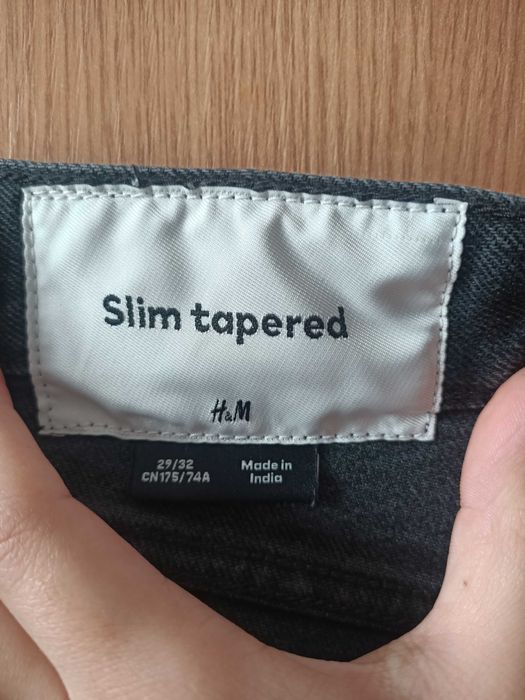 Slim tapered
H&M
29/32
CN175/74A
Made in
India